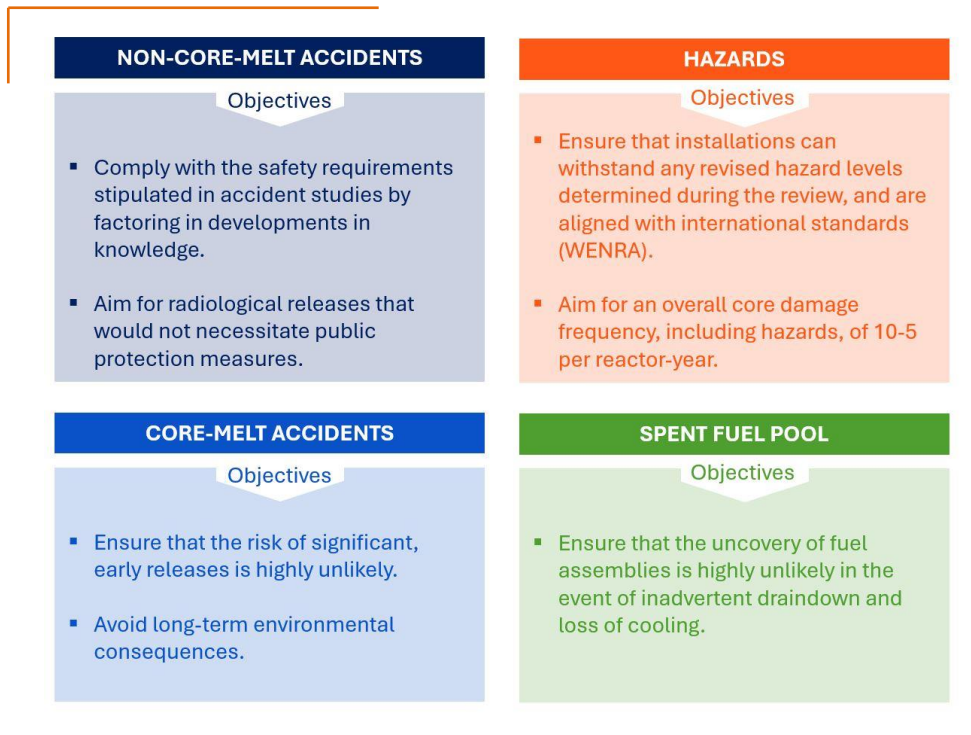 NON-CORE-MELT ACCIDENTS
Objectives
▪ Comply with the safety requirements
stipulated in accident studies by
factoring in developments in
knowledge.
▪ Aim for radiological releases that
would not necessitate public
protection measures.
HAZARDS
Objectives
▪ Ensure that installations can
withstand any revised hazard levels
determined during the review, and are
aligned with international standards
(WENRA).
▪ Aim for an overall core damage
frequency, including hazards, of 10-5
per reactor-year.
CORE-MELT ACCIDENTS
Objectives
▪ Ensure that the risk of significant,
early releases is highly unlikely.
▪ Avoid long-term environmental
consequences.
SPENT FUEL POOL
Objectives
▪ Ensure that the uncovery of fuel
assemblies is highly unlikely in the
event of inadvertent draindown and
loss of cooling.